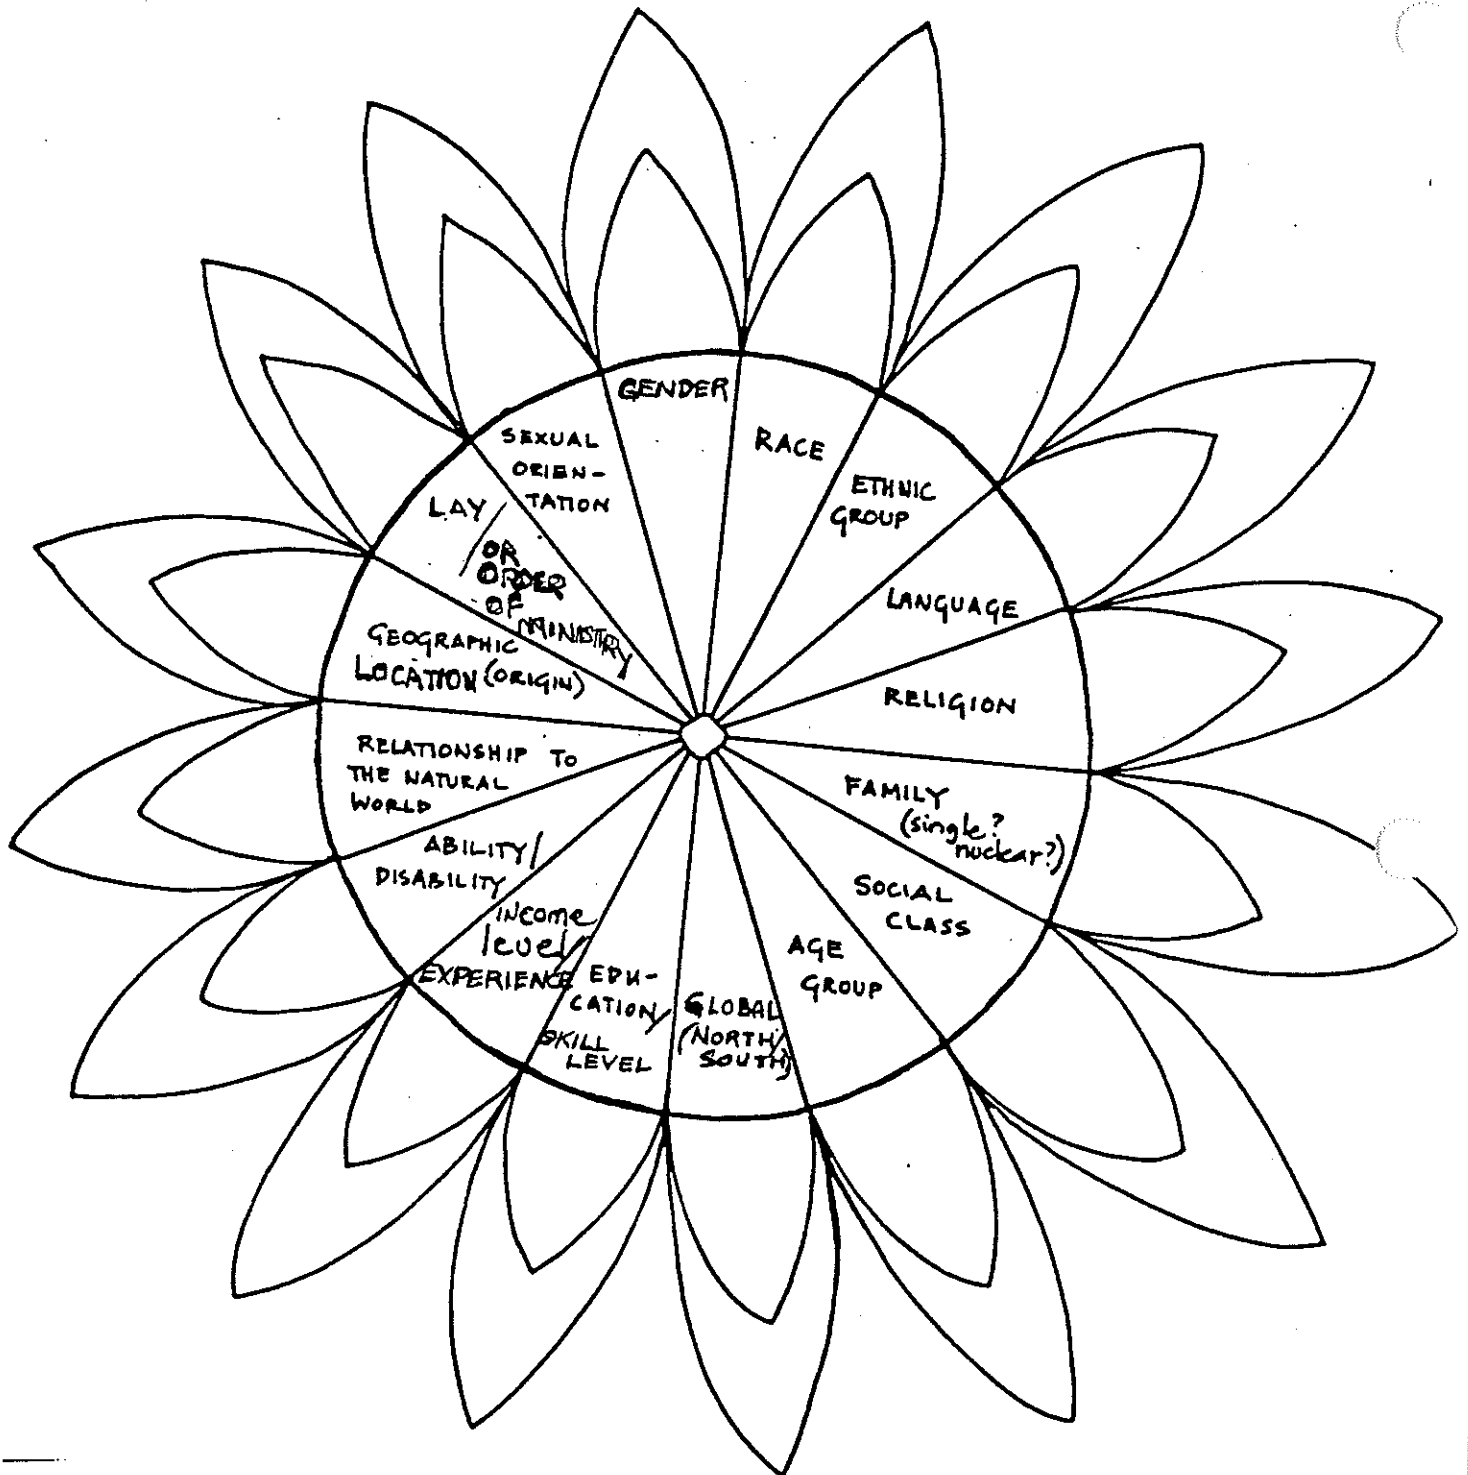 GENDER
RACE
ETHNIC
GROUP
LANGUAGE
RELIGION
FAMILY
(single?
nuclear?)
SOCIAL
CLASS
AGE
GROUP
GLOBAL
(NORTH/
SOUTH)
EDU-
CATION/
SKILL
LEVEL
INCOME
level/
EXPERIENCE
ABILITY/
DISABILITY
RELATIONSHIP TO
THE NATURAL
WORLD
GEOGRAPHIC
LOCATION (ORIGIN)
LAY/
OR
ORDER
OF
MINISTRY
SEXUAL
ORIEN-
TATION